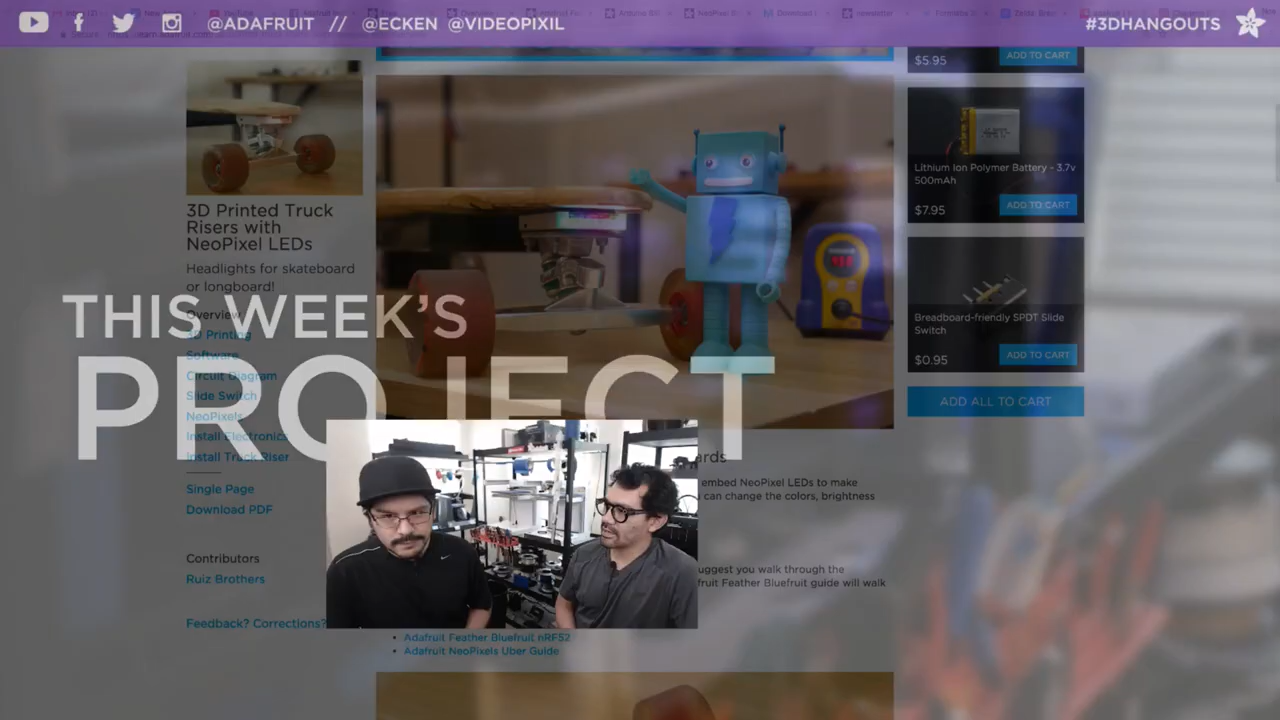 @ADAFRUIT // @ECKEN @VIDEOPIXIL
#3DHANGOUTS
3D Printed Truck
Risers with
NeoPixel LEDs
Headlights for skateboard
or longboard!
Overview
3D Printing
Software
Circuit Diagram
Slide Switch
NeoPixels
Install Electronics
Install Truck Riser
Single Page
Download PDF
Contributors
Ruiz Brothers
Feedback? Corrections?
THIS WEEK'S
PROJECT
embed NeoPixel LEDs to make
can change the colors, brightness
uggest you walk through the
fruit Feather Bluefruit guide will walk
• Adafruit Feather Bluefruit nRF52
• Adafruit NeoPixels Uber Guide
$5.95
ADD TO CART
Lithium Ion Polymer Battery - 3.7v
500mAh
$7.95
ADD TO CART
Breadboard-friendly SPDT Slide
Switch
$0.95
ADD TO CART
ADD ALL TO CART